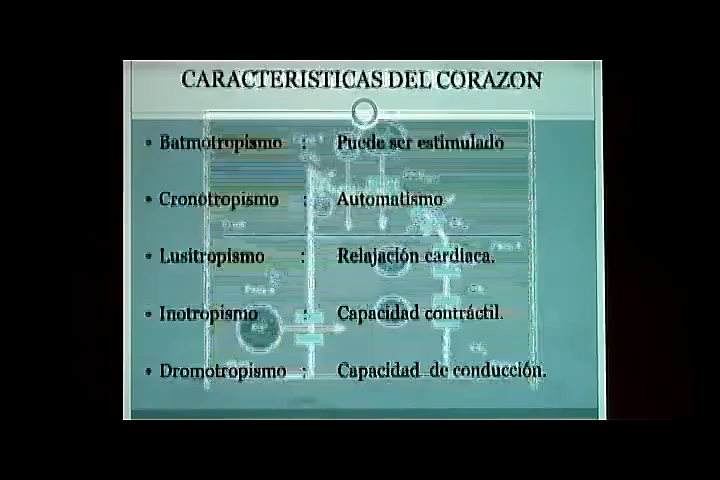 CARACTERISTICAS DEL CORAZON
• Batmotropismo : Puede ser estimulado
• Cronotropismo : Automatismo
• Lusitropismo : Relajación cardiaca.
• Inotropismo : Capacidad contráctil.
• Dromotropismo : Capacidad de conducción.